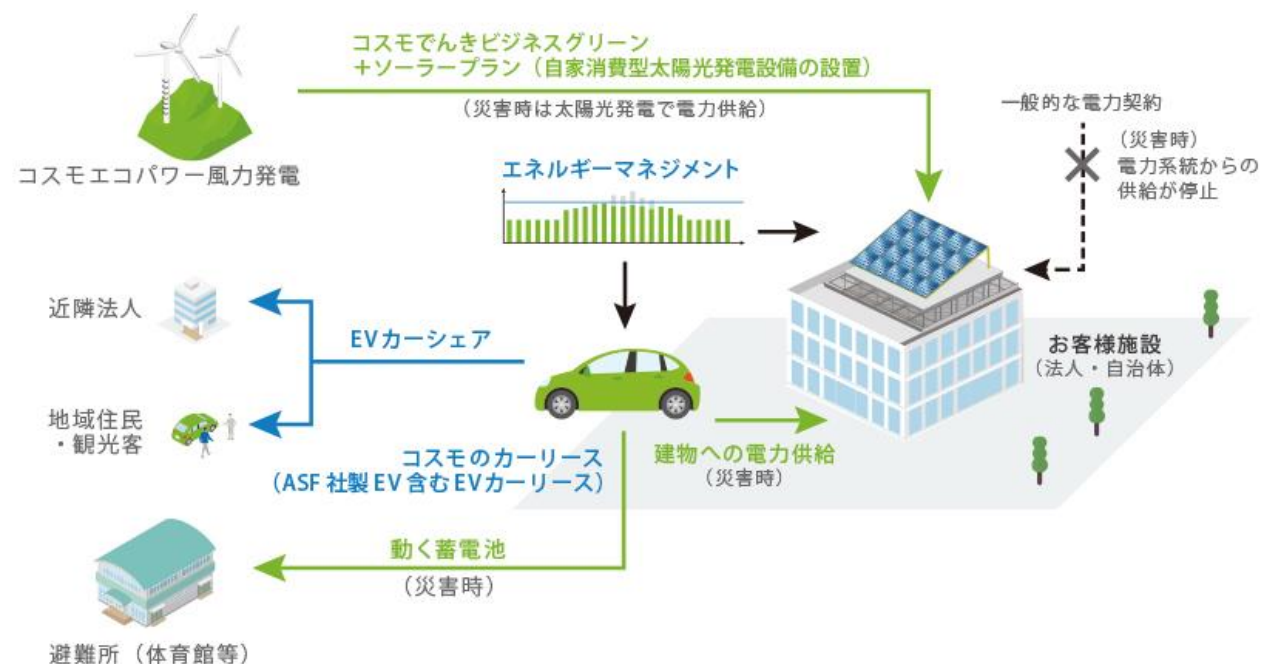 コスモでんきビジネスグリーン
＋ソーラープラン（自家消費型太陽光発電設備の設置）
（災害時は太陽光発電で電力供給）
一般的な電力契約
（災害時）
電力系統からの
供給が停止
コスモエコパワー風力発電
エネルギーマネジメント
近隣法人
EVカーシェア
お客様施設
（法人・自治体）
地域住民
・観光客
コスモのカーリース
（ASF 社製 EV 含む EVカーリース）
建物への電力供給
（災害時）
動く蓄電池
（災害時）
避難所（体育館等）